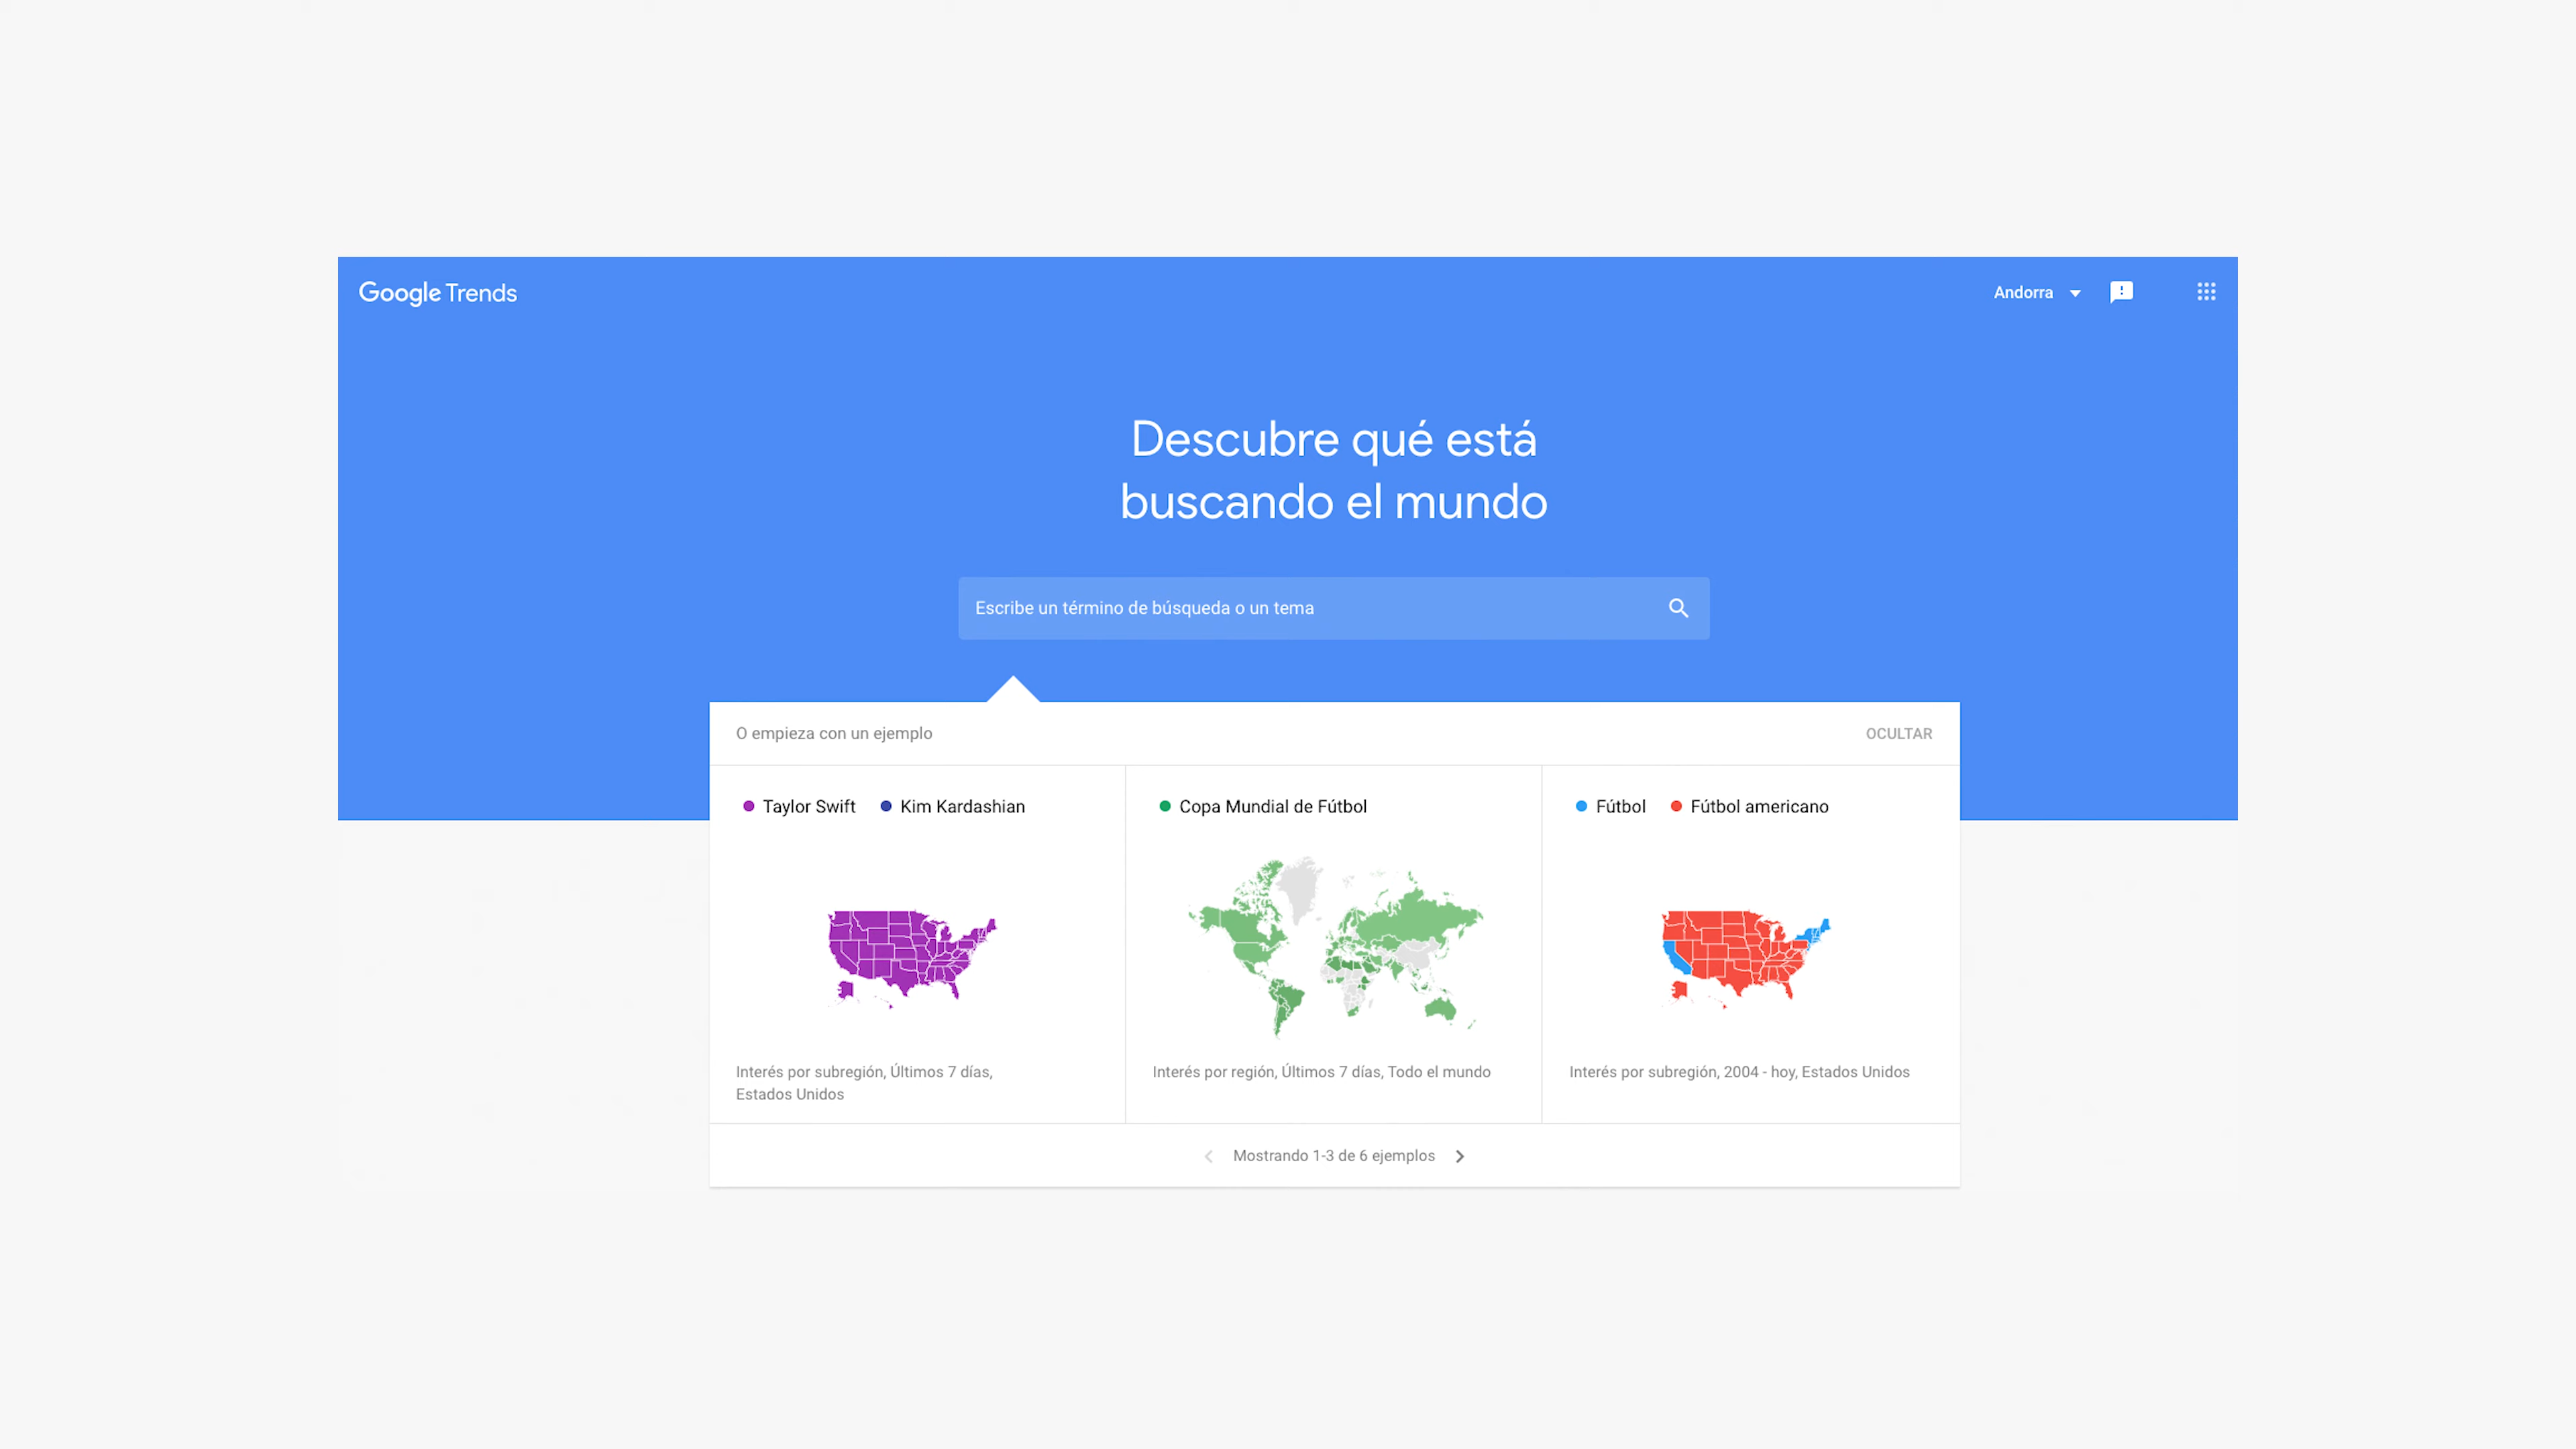 Google Trends
Andorra
Descubre qué está
buscando el mundo
Escribe un término de búsqueda o un tema
O empieza con un ejemplo
OCULTAR
Taylor Swift
Kim Kardashian
Copa Mundial de Fútbol
Fútbol
Fútbol americano
Interés por subregión, Últimos 7 días,
Estados Unidos
Interés por región, Últimos 7 días, Todo el mundo
Interés por subregión, 2004 - hoy, Estados Unidos
Mostrando 1-3 de 6 ejemplos